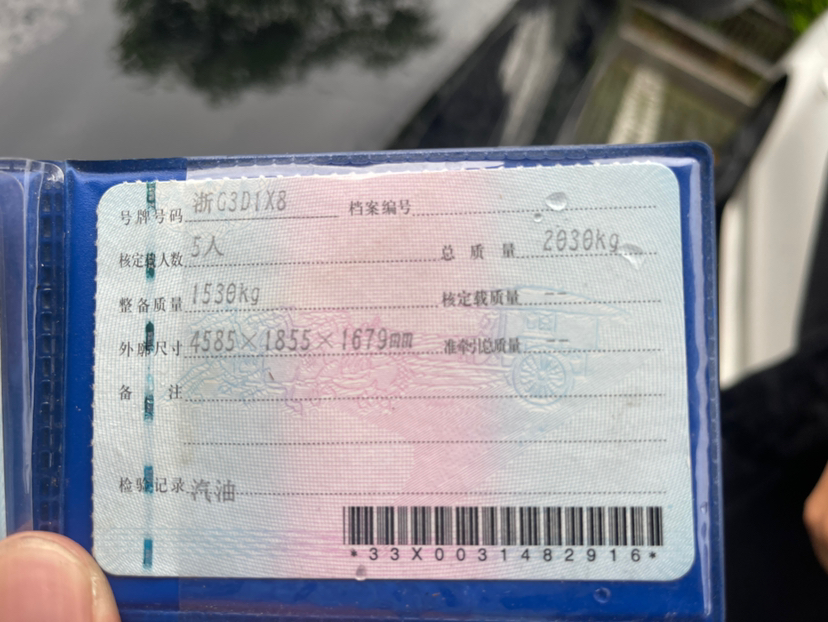 号牌号码 浙G3D1X8 档案编号
核定载人数 5人 总质量 2030kg
整备质量 1530kg 核定载质量 --
外廓尺寸 4585×1855×1679mm 准牵引总质量 --
备注
检验记录 汽油
*33X0031482916*